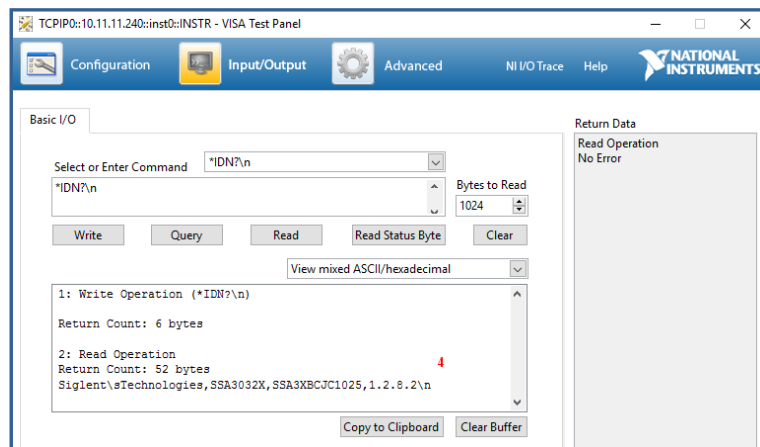 TCPIP0::10.11.11.240::inst0::INSTR - VISA Test Panel
Configuration
Input/Output
Advanced
NI I/O Trace
Help
NATIONAL
INSTRUMENTS
Basic I/O
Select or Enter Command
*IDN?\n
*IDN?\n
Bytes to Read
1024
Write
Query
Read
Read Status Byte
Clear
View mixed ASCII/hexadecimal
1: Write Operation (*IDN?\n)
Return Count: 6 bytes
2: Read Operation
Return Count: 52 bytes
4
Siglent\sTechnologies,SSA3032X,SSA3XBCJC1025,1.2.8.2\n
Copy to Clipboard
Clear Buffer
Return Data
Read Operation
No Error